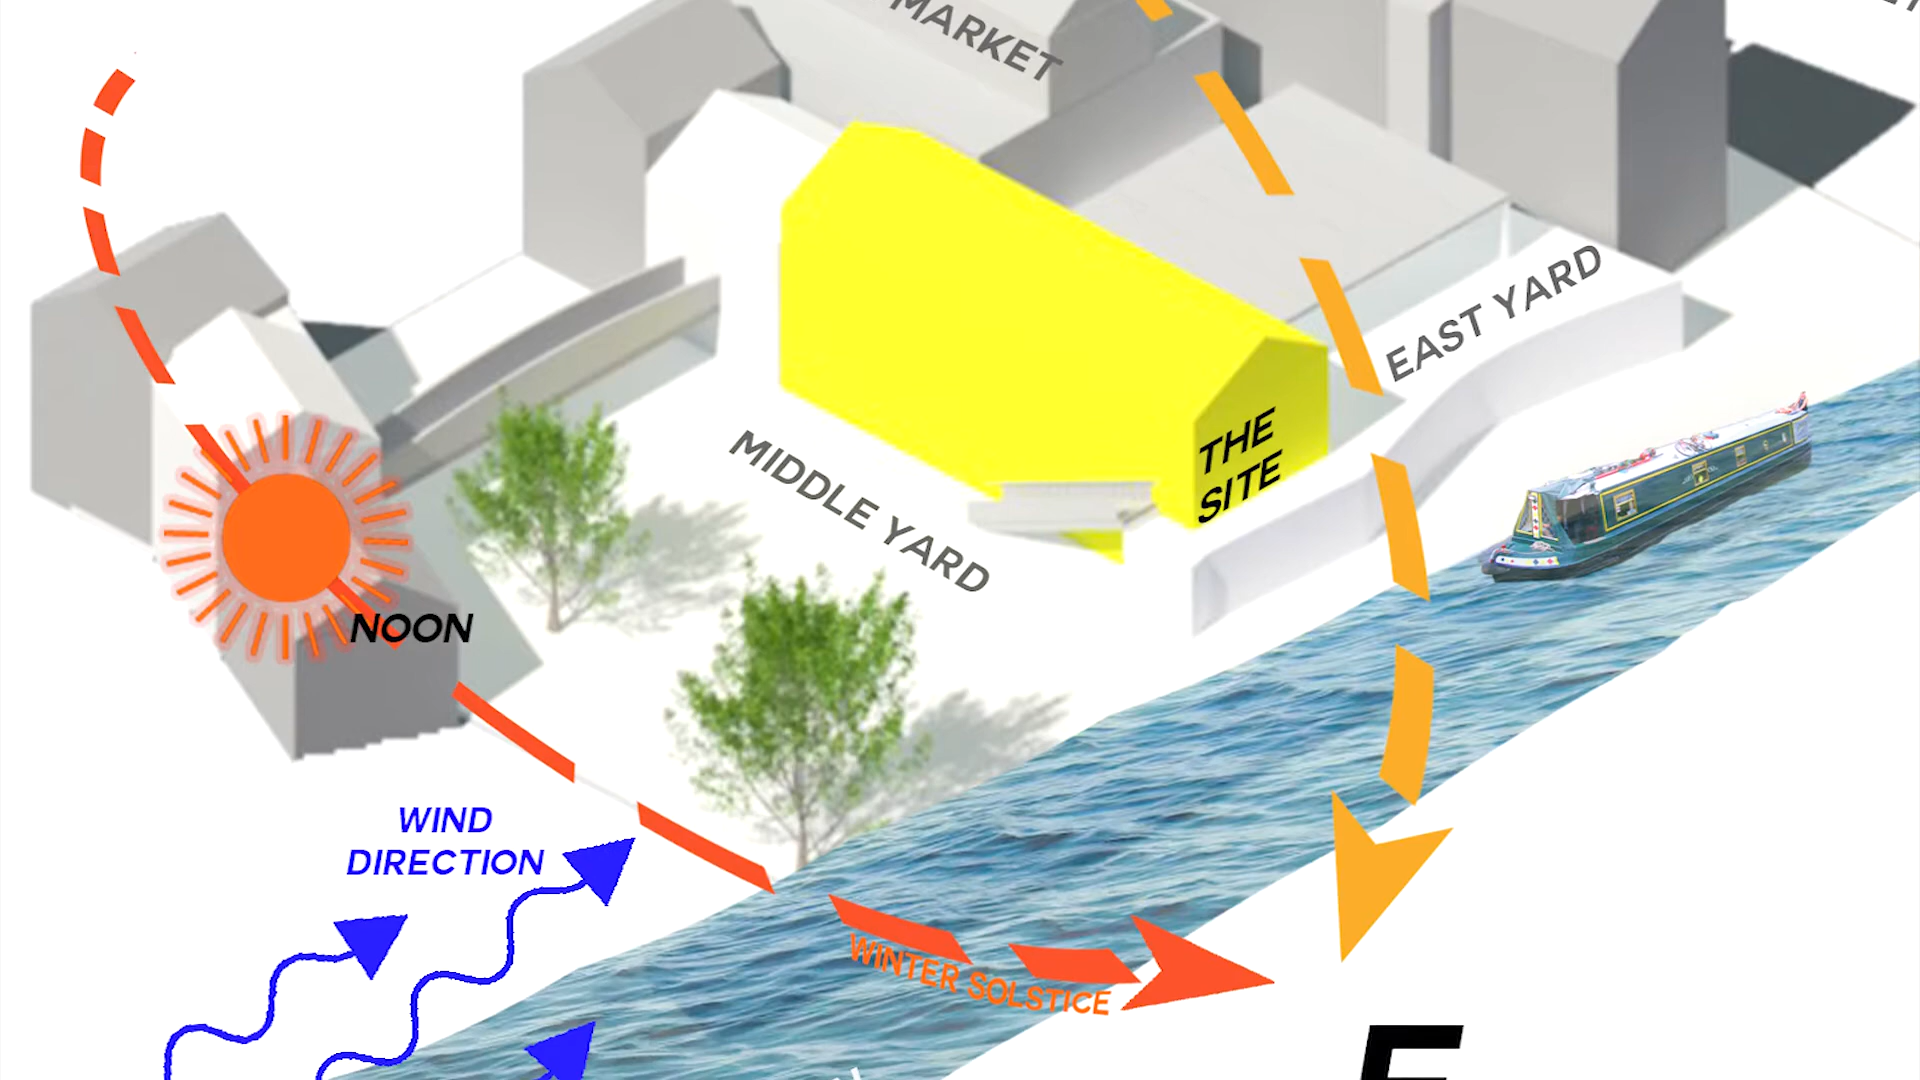 MARKET
EAST YARD
THE
SITE
MIDDLE YARD
NOON
WIND
DIRECTION
WINTER SOLSTICE